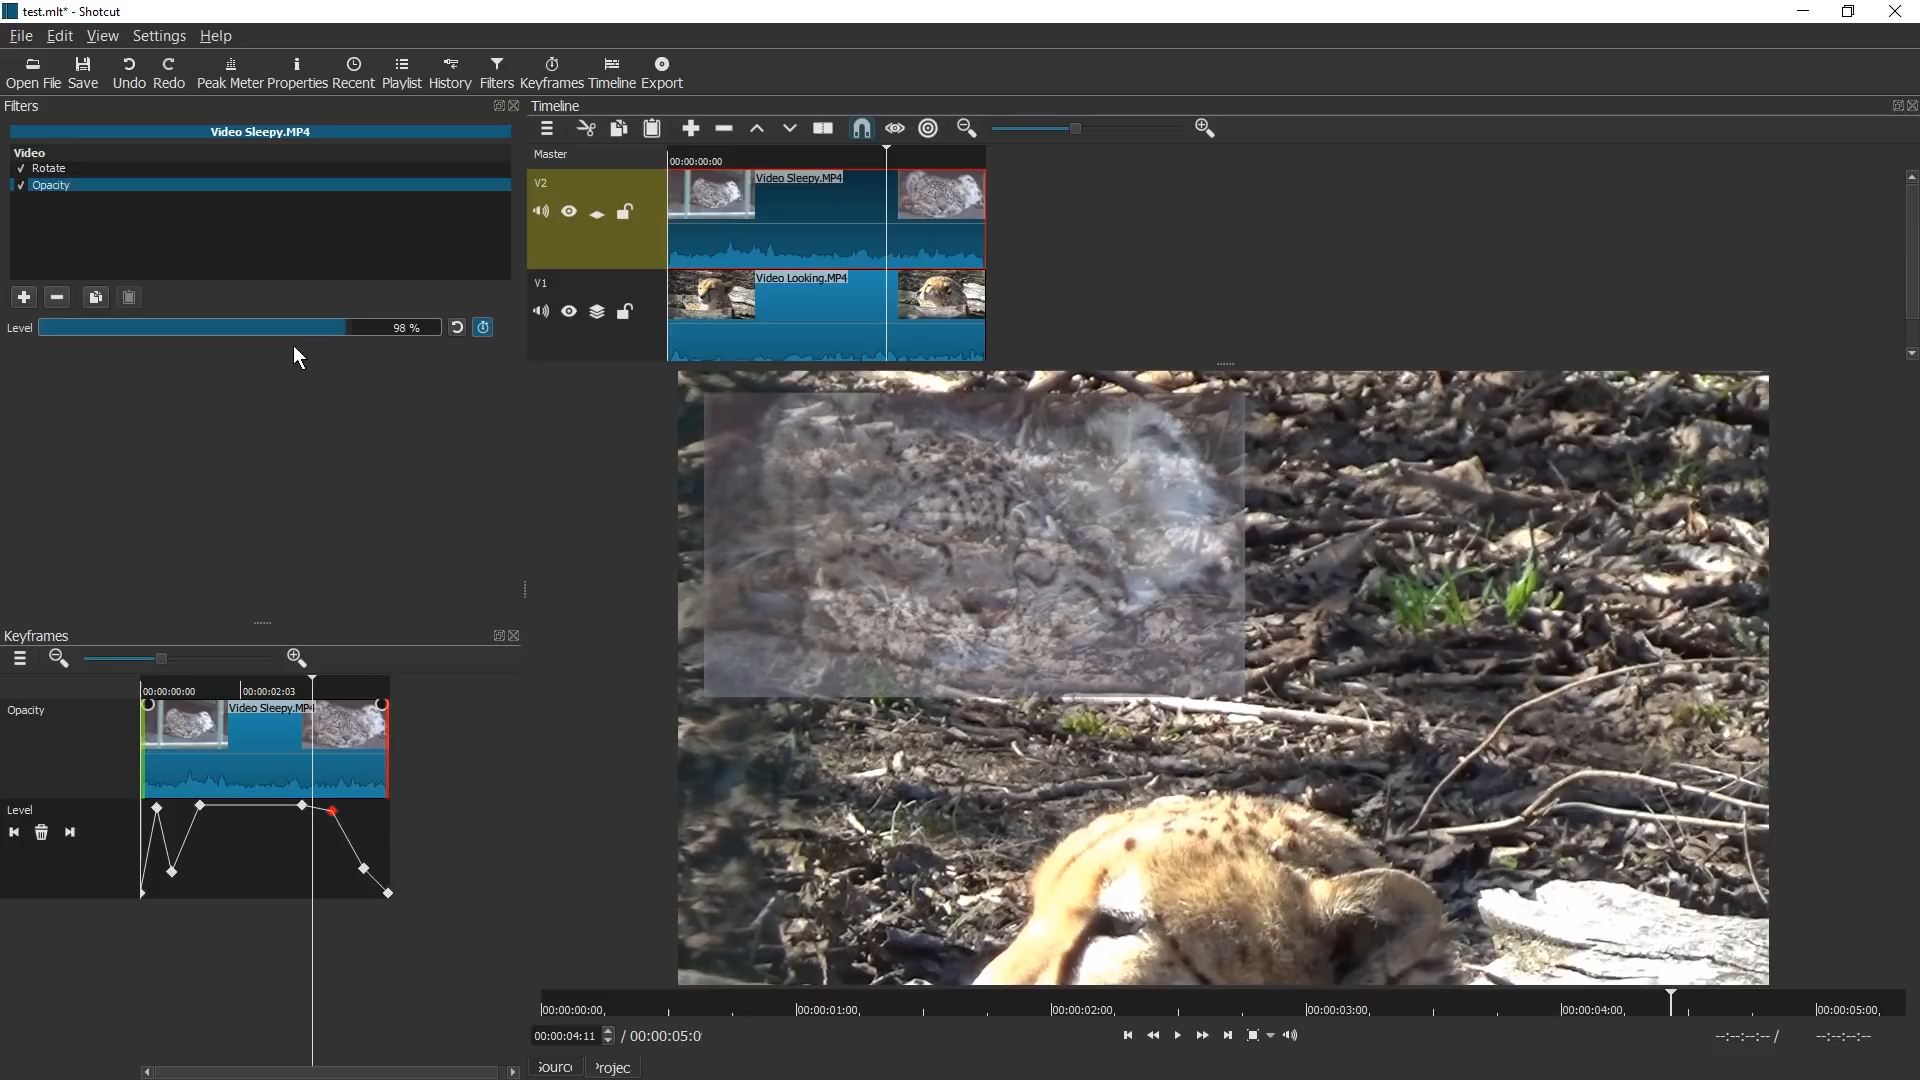 test.mlt* - Shotcut
File Edit View Settings Help
Open File Save Undo Redo Peak Meter Properties Recent Playlist History Filters Keyframes Timeline Export
Filters
Video Sleepy.MP4
Video
✓ Rotate
✓ Opacity
Level 98 %
Timeline
Master
00:00:00:00
V2
Video Sleepy.MP4
V1
Video Looking.MP4
Keyframes
00:00:00:00 00:00:02:03
Opacity
Video Sleepy.MP4
Level
00:00:00:00, 00:00:01:00, 00:00:02:00, 00:00:03:00, 00:00:04:00, 00:00:05:00,
00:00:04:11 / 00:00:05:0
--:--:--:-- / --:--:--:--
Sourc Projec